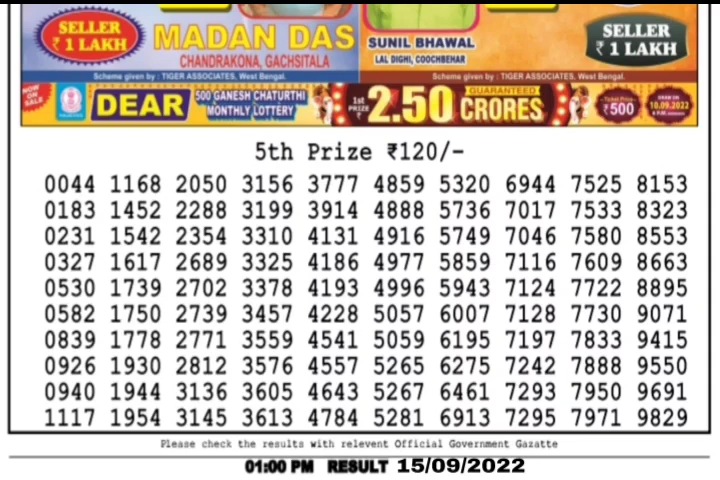 SELLER
₹ 1 LAKH
MADAN DAS
CHANDRAKONA, GACHSITALA
SUNIL BHAWAL
LAL DIGHI, COOCHBEHAR
SELLER
₹ 1 LAKH
Scheme given by : TIGER ASSOCIATES, West Bengal.
Scheme given by : TIGER ASSOCIATES, West Bengal.
NOW ON SALE
DEAR
500 GANESH CHATURTHI
MONTHLY LOTTERY
1st
PRIZE
₹
2.50
GUARANTEED
CRORES
Ticket Price
₹500
DRAW ON
10.09.2022
5th Prize ₹120/-
0044 1168 2050 3156 3777 4859 5320 6944 7525 8153
0183 1452 2288 3199 3914 4888 5736 7017 7533 8323
0231 1542 2354 3310 4131 4916 5749 7046 7580 8553
0327 1617 2689 3325 4186 4977 5859 7116 7609 8663
0530 1739 2702 3378 4193 4996 5943 7124 7722 8895
0582 1750 2739 3457 4228 5057 6007 7128 7730 9071
0839 1778 2771 3559 4541 5059 6195 7197 7833 9415
0926 1930 2812 3576 4557 5265 6275 7242 7888 9550
0940 1944 3136 3605 4643 5267 6461 7293 7950 9691
1117 1954 3145 3613 4784 5281 6913 7295 7971 9829
Please check the results with relevent Official Government Gazatte
01:00 PM RESULT 15/09/2022